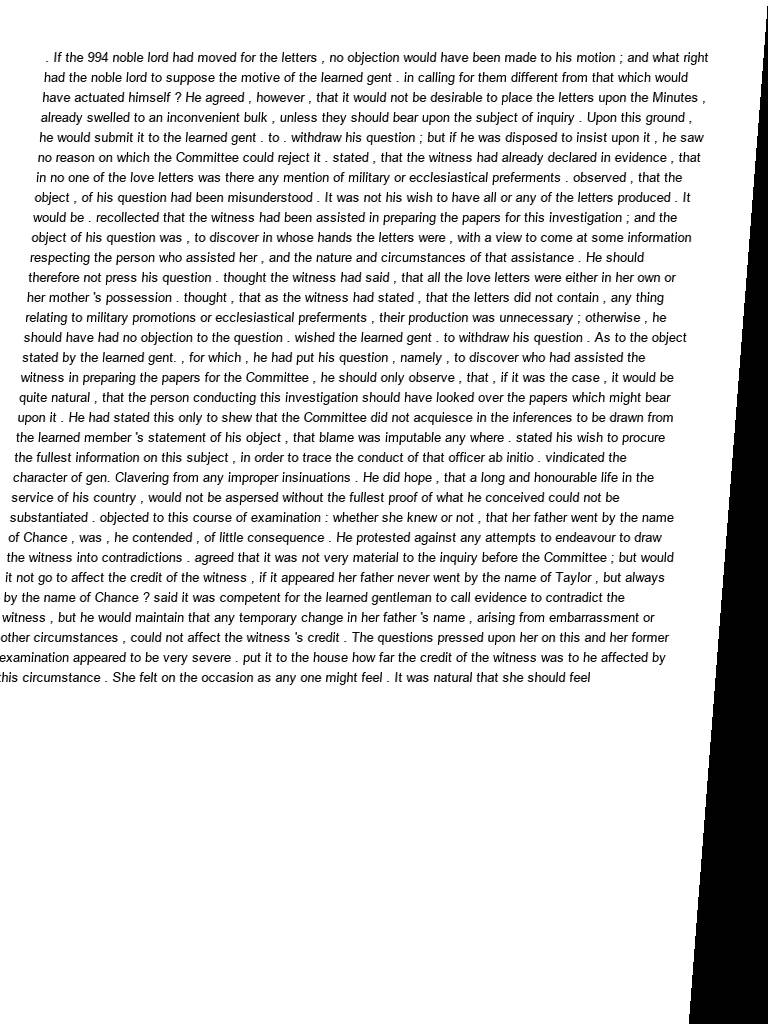 . If the 994 noble lord had moved for the letters , no objection would have been made to his motion ; and what right
had the noble lord to suppose the motive of the learned gent . in calling for them different from that which would
have actuated himself ? He agreed , however , that it would not be desirable to place the letters upon the Minutes ,
already swelled to an inconvenient bulk , unless they should bear upon the subject of inquiry . Upon this ground ,
he would submit it to the learned gent . to . withdraw his question ; but if he was disposed to insist upon it , he saw
no reason on which the Committee could reject it . stated , that the witness had already declared in evidence , that
in no one of the love letters was there any mention of military or ecclesiastical preferments . observed , that the
object , of his question had been misunderstood . It was not his wish to have all or any of the letters produced . It
would be . recollected that the witness had been assisted in preparing the papers for this investigation ; and the
object of his question was , to discover in whose hands the letters were , with a view to come at some information
respecting the person who assisted her , and the nature and circumstances of that assistance . He should
therefore not press his question . thought the witness had said , that all the love letters were either in her own or
her mother 's possession . thought , that as the witness had stated , that the letters did not contain , any thing
relating to military promotions or ecclesiastical preferments , their production was unnecessary ; otherwise , he
should have had no objection to the question . wished the learned gent . to withdraw his question . As to the object
stated by the learned gent. , for which , he had put his question , namely , to discover who had assisted the
witness in preparing the papers for the Committee , he should only observe , that , if it was the case , it would be
quite natural , that the person conducting this investigation should have looked over the papers which might bear
upon it . He had stated this only to shew that the Committee did not acquiesce in the inferences to be drawn from
the learned member 's statement of his object , that blame was imputable any where . stated his wish to procure
the fullest information on this subject , in order to trace the conduct of that officer ab initio . vindicated the
character of gen. Clavering from any improper insinuations . He did hope , that a long and honourable life in the
service of his country , would not be aspersed without the fullest proof of what he conceived could not be
substantiated . objected to this course of examination : whether she knew or not , that her father went by the name
of Chance , was , he contended , of little consequence . He protested against any attempts to endeavour to draw
the witness into contradictions . agreed that it was not very material to the inquiry before the Committee ; but would
it not go to affect the credit of the witness , if it appeared her father never went by the name of Taylor , but always
by the name of Chance ? said it was competent for the learned gentleman to call evidence to contradict the
witness , but he would maintain that any temporary change in her father 's name , arising from embarrassment or
other circumstances , could not affect the witness 's credit . The questions pressed upon her on this and her former
examination appeared to be very severe . put it to the house how far the credit of the witness was to he affected by
this circumstance . She felt on the occasion as any one might feel . It was natural that she should feel